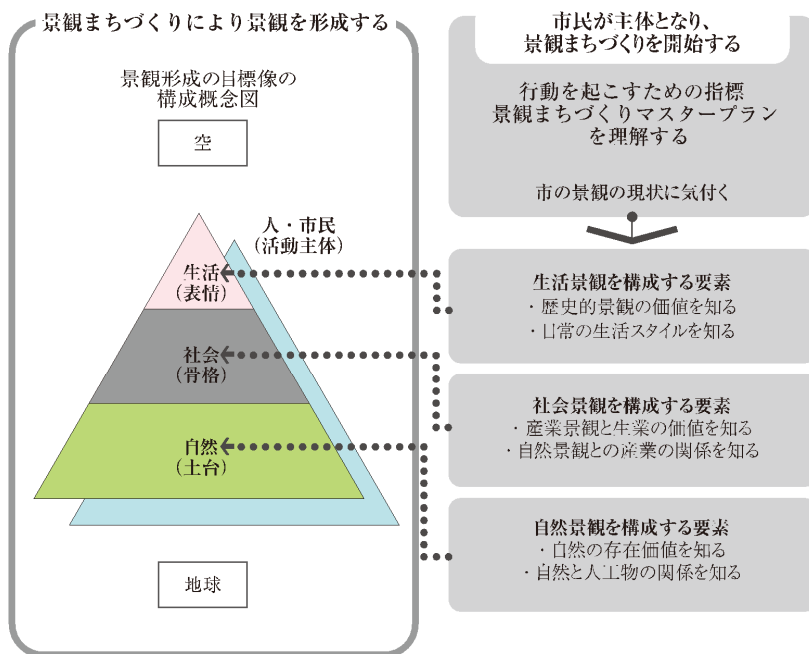 景観まちづくりにより景観を形成する
景観形成の目標像の
構成概念図
空
人・市民
(活動主体)
生活
(表情)
社会
(骨格)
自然
(土台)
地球
市民が主体となり、
景観まちづくりを開始する
行動を起こすための指標
景観まちづくりマスタープラン
を理解する
市の景観の現状に気付く
生活景観を構成する要素
・歴史的景観の価値を知る
・日常の生活スタイルを知る
社会景観を構成する要素
・産業景観と生業の価値を知る
・自然景観との産業の関係を知る
自然景観を構成する要素
・自然の存在価値を知る
・自然と人工物の関係を知る